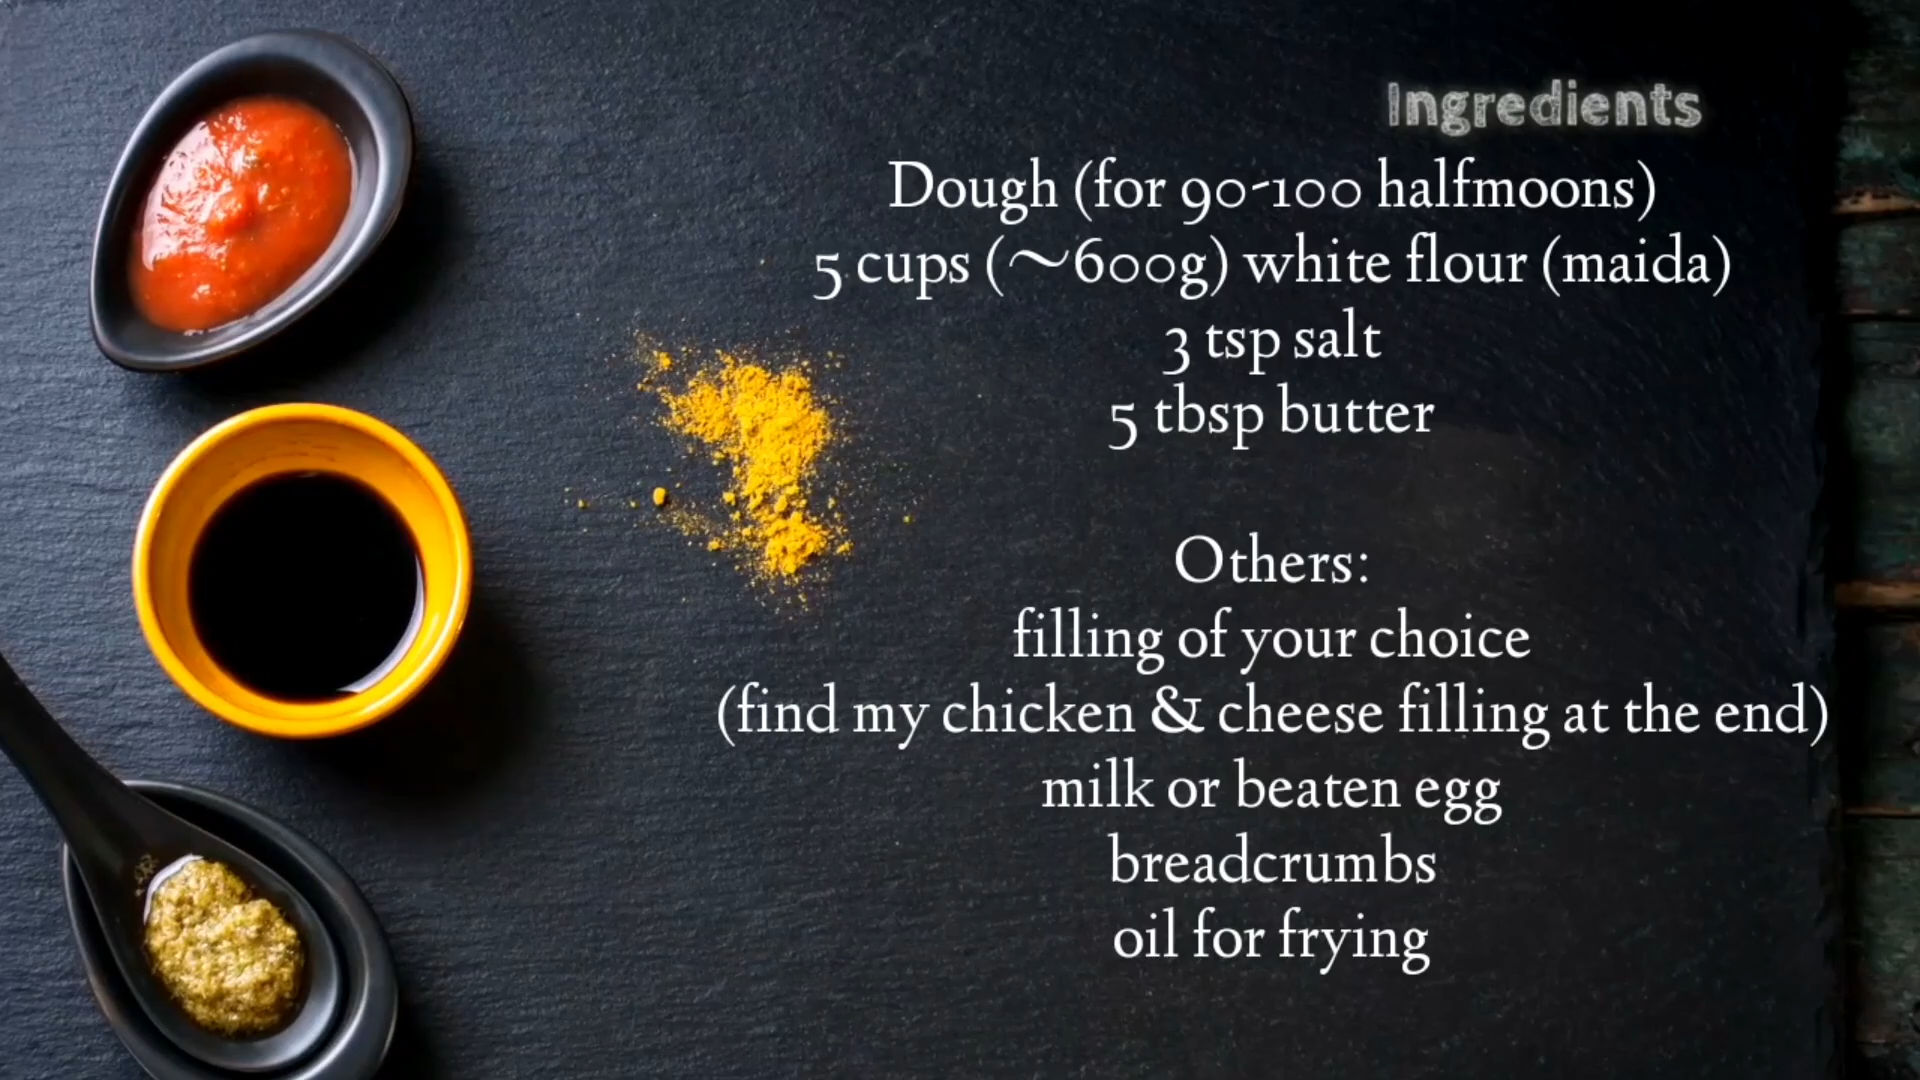 Ingredients
Dough (for 90-100 halfmoons)
5 cups (~600g) white flour (maida)
3 tsp salt
5 tbsp butter
Others:
filling of your choice
(find my chicken & cheese filling at the end)
milk or beaten egg
breadcrumbs
oil for frying